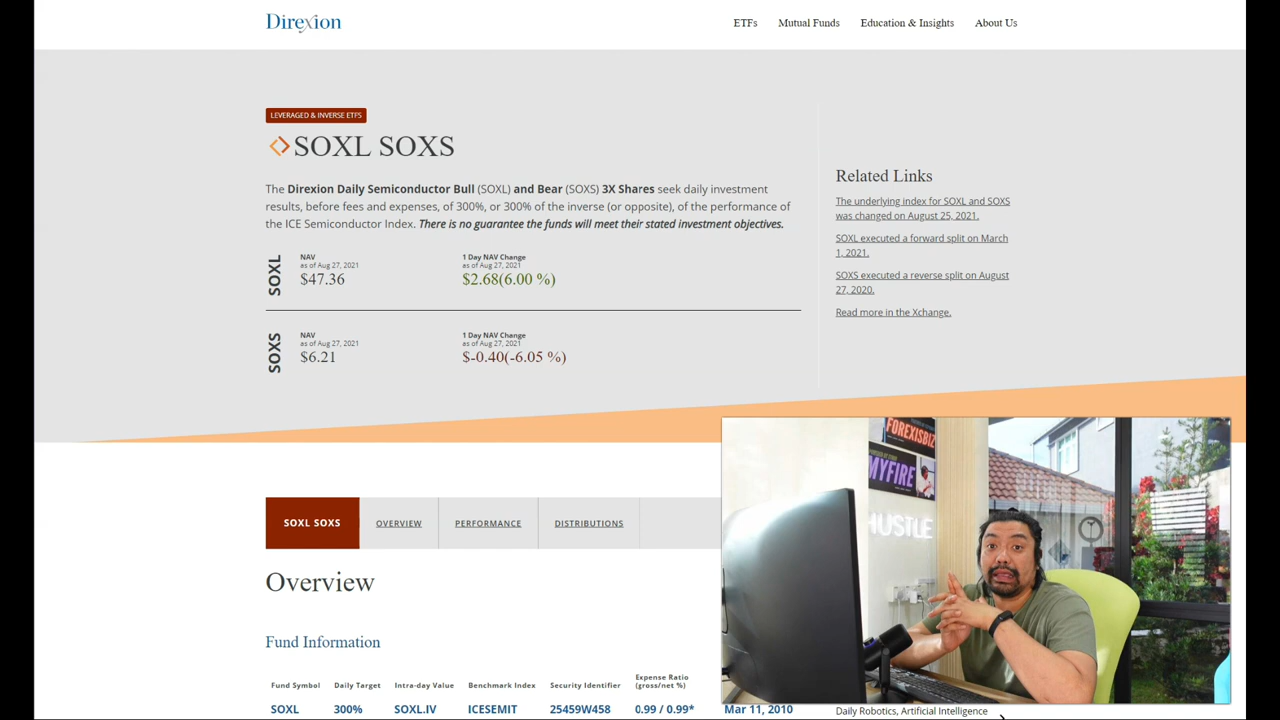 Direxion
ETFs Mutual Funds Education & Insights About Us
LEVERAGED & INVERSE ETFS
SOXL SOXS
The Direxion Daily Semiconductor Bull (SOXL) and Bear (SOXS) 3X Shares seek daily investment
results, before fees and expenses, of 300%, or 300% of the inverse (or opposite), of the performance of
the ICE Semiconductor Index. There is no guarantee the funds will meet their stated investment objectives.
SOXL
NAV
as of Aug 27, 2021
$47.36
1 Day NAV Change
as of Aug 27, 2021
$2.68(6.00 %)
SOXS
NAV
as of Aug 27, 2021
$6.21
1 Day NAV Change
as of Aug 27, 2021
$-0.40(-6.05 %)
Related Links
The underlying index for SOXL and SOXS
was changed on August 25, 2021.
SOXL executed a forward split on March
1, 2021.
SOXS executed a reverse split on August
27, 2020.
Read more in the Xchange.
SOXL SOXS OVERVIEW PERFORMANCE DISTRIBUTIONS
Overview
Fund Information
Fund Symbol Daily Target Intra-day Value Benchmark Index Security Identifier Expense Ratio
(gross/net %)
SOXL 300% SOXL.IV ICESEMIT 25459W458 0.99 / 0.99* Mar 11, 2010
Daily Robotics, Artificial Intelligence
FOREXISBIZ
MYFIRE
HUSTLE